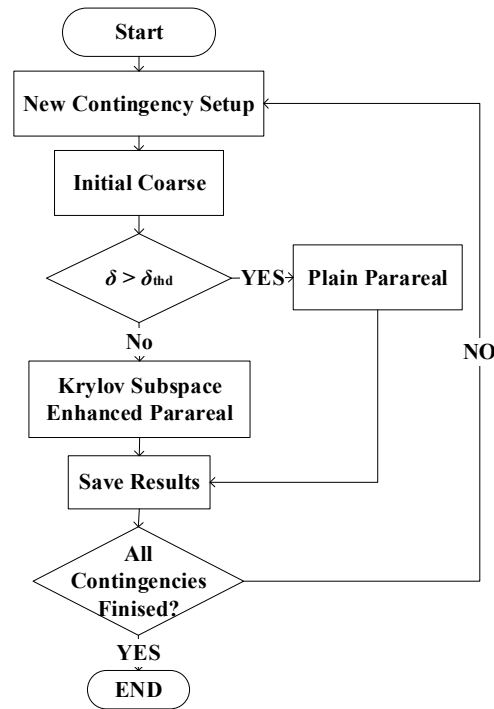 Start
New Contingency Setup
Initial Coarse
δ > δthd
YES
Plain Parareal
No
NO
Krylov Subspace
Enhanced Parareal
Save Results
All
Contingencies
Finised?
YES
END